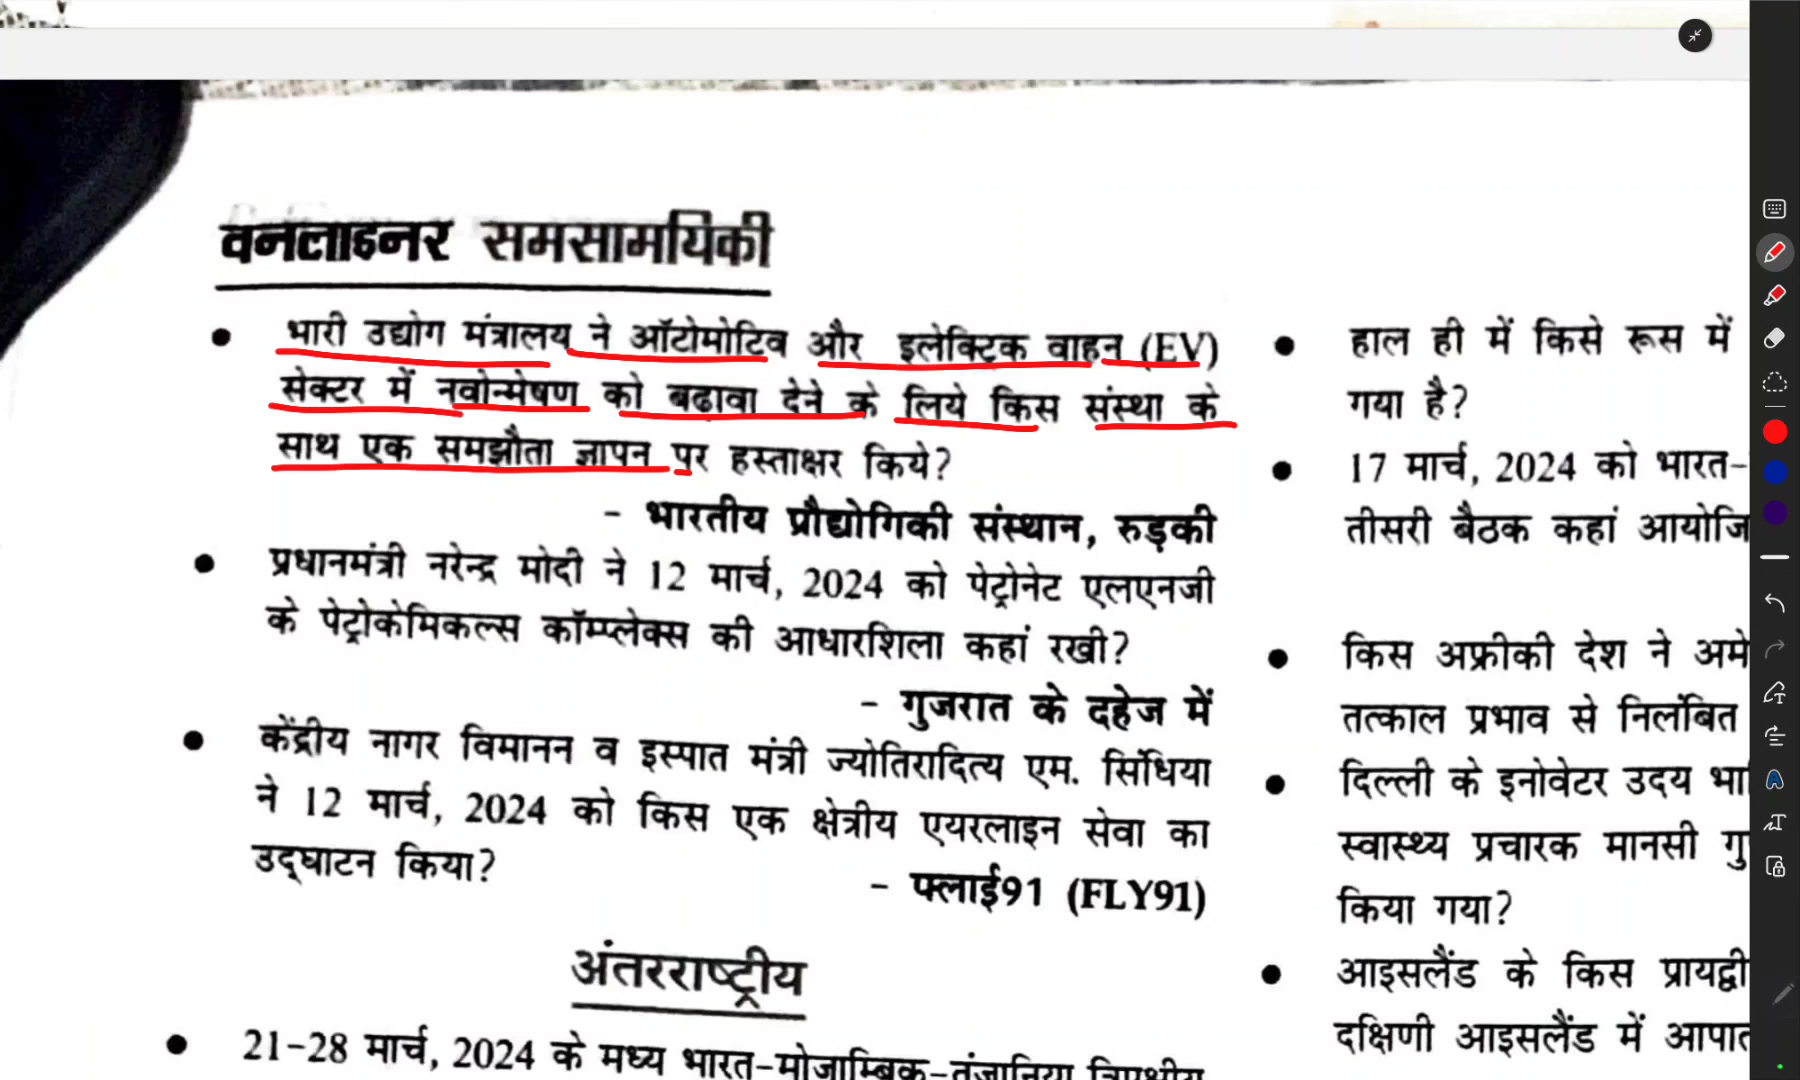 वनलाइनर समसामयिकी
• भारी उद्योग मंत्रालय ने ऑटोमोटिव और इलेक्ट्रिक वाहन (EV)
सेक्टर में नवोन्मेषण को बढ़ावा देने के लिये किस संस्था के
साथ एक समझौता ज्ञापन पर हस्ताक्षर किये?
- भारतीय प्रौद्योगिकी संस्थान, रुड़की
• प्रधानमंत्री नरेन्द्र मोदी ने 12 मार्च, 2024 को पेट्रोनेट एलएनजी
के पेट्रोकेमिकल्स कॉम्प्लेक्स की आधारशिला कहां रखी?
- गुजरात के दहेज में
• केंद्रीय नागर विमानन व इस्पात मंत्री ज्योतिरादित्य एम. सिंधिया
ने 12 मार्च, 2024 को किस एक क्षेत्रीय एयरलाइन सेवा का
उद्घाटन किया?
- फ्लाई91 (FLY91)
अंतरराष्ट्रीय
• 21-28 मार्च, 2024 के मध्य भारत-मोजाम्बिक-तंजानिया त्रिपक्षीय
• हाल ही में किसे रूस में
गया है?
• 17 मार्च, 2024 को भारत-
तीसरी बैठक कहां
• किस अफ्रीकी देश ने
तत्काल प्रभाव से निलंबित
• दिल्ली के इनोवेटर उदय
स्वास्थ्य प्रचारक मानसी
किया गया?
• आइसलैंड के किस
दक्षिणी आइसलैंड में